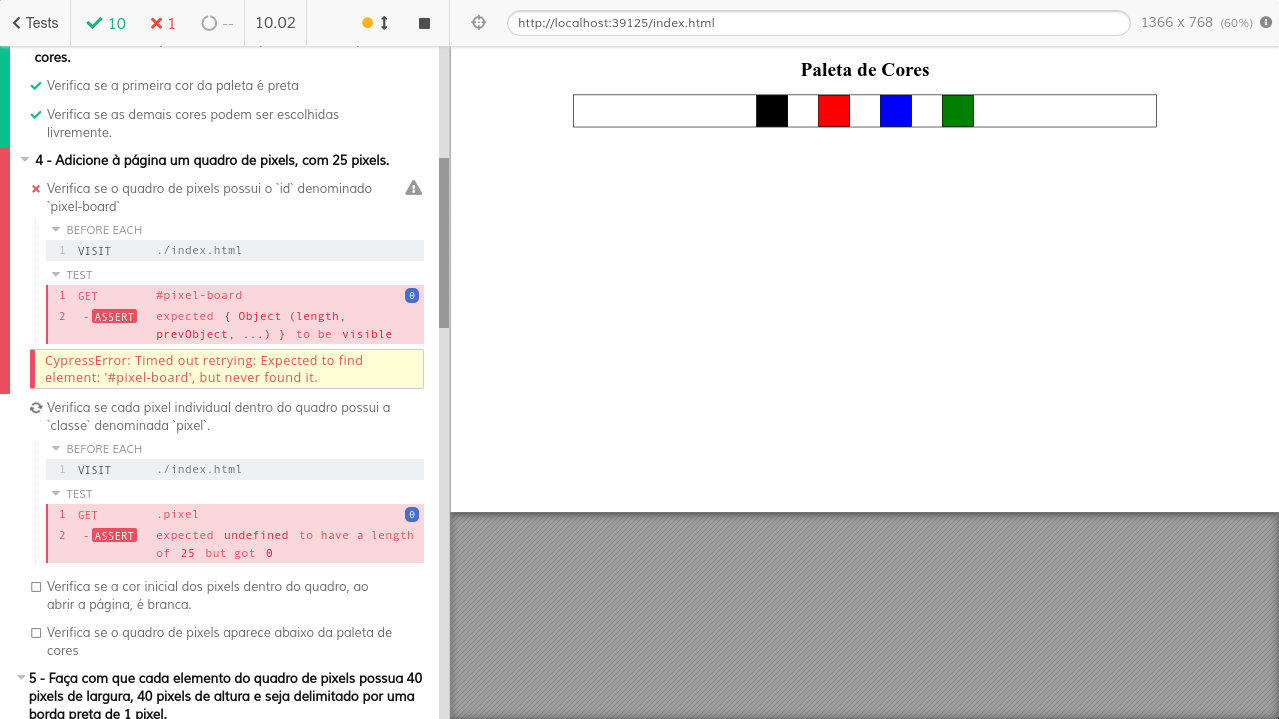 Tests
10
1
--
10.02
http://localhost:39125/index.html
1366 x 768 (60%)
cores.
Verifica se a primeira cor da paleta é preta
Verifica se as demais cores podem ser escolhidas
livremente.
4 - Adicione à página um quadro de pixels, com 25 pixels.
Verifica se o quadro de pixels possui o `id` denominado
`pixel-board`
BEFORE EACH
1 VISIT ./index.html
TEST
1 GET #pixel-board 0
2 -ASSERT expected { Object (length,
prevObject, ...) } to be visible
CypressError: Timed out retrying: Expected to find
element: '#pixel-board', but never found it.
Verifica se cada pixel individual dentro do quadro possui a
`classe` denominada `pixel`.
BEFORE EACH
1 VISIT ./index.html
TEST
1 GET .pixel 0
2 -ASSERT expected undefined to have a length
of 25 but got 0
Verifica se a cor inicial dos pixels dentro do quadro, ao
abrir a página, é branca.
Verifica se o quadro de pixels aparece abaixo da paleta de
cores
5 - Faça com que cada elemento do quadro de pixels possua 40
pixels de largura, 40 pixels de altura e seja delimitado por uma
borda preta de 1 pixel.
Paleta de Cores